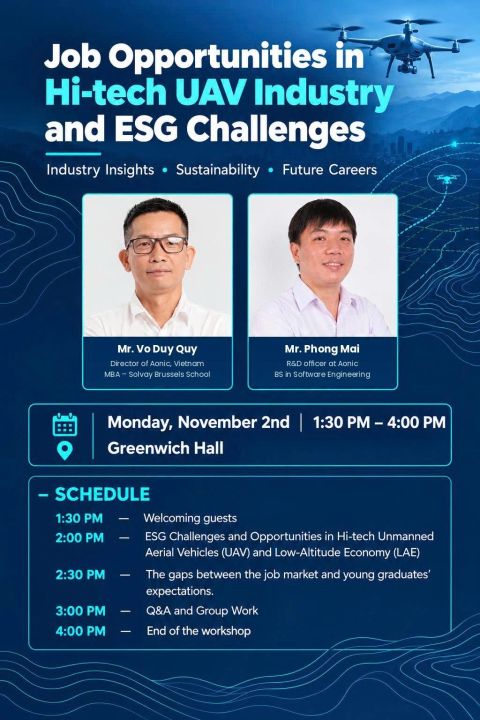 Job Opportunities in
Hi-tech UAV Industry
and ESG Challenges
Industry Insights • Sustainability • Future Careers
Mr. Vo Duy Quy
Director of Aonic, Vietnam
MBA – Solvay Brussels School
Mr. Phong Mai
R&D officer at Aonic
BS in Software Engineering
Monday, November 2nd | 1:30 PM – 4:00 PM
Greenwich Hall
– SCHEDULE
1:30 PM — Welcoming guests
2:00 PM — ESG Challenges and Opportunities in Hi-tech Unmanned
Aerial Vehicles (UAV) and Low-Altitude Economy (LAE)
2:30 PM — The gaps between the job market and young graduates’
expectations.
3:00 PM — Q&A and Group Work
4:00 PM — End of the workshop